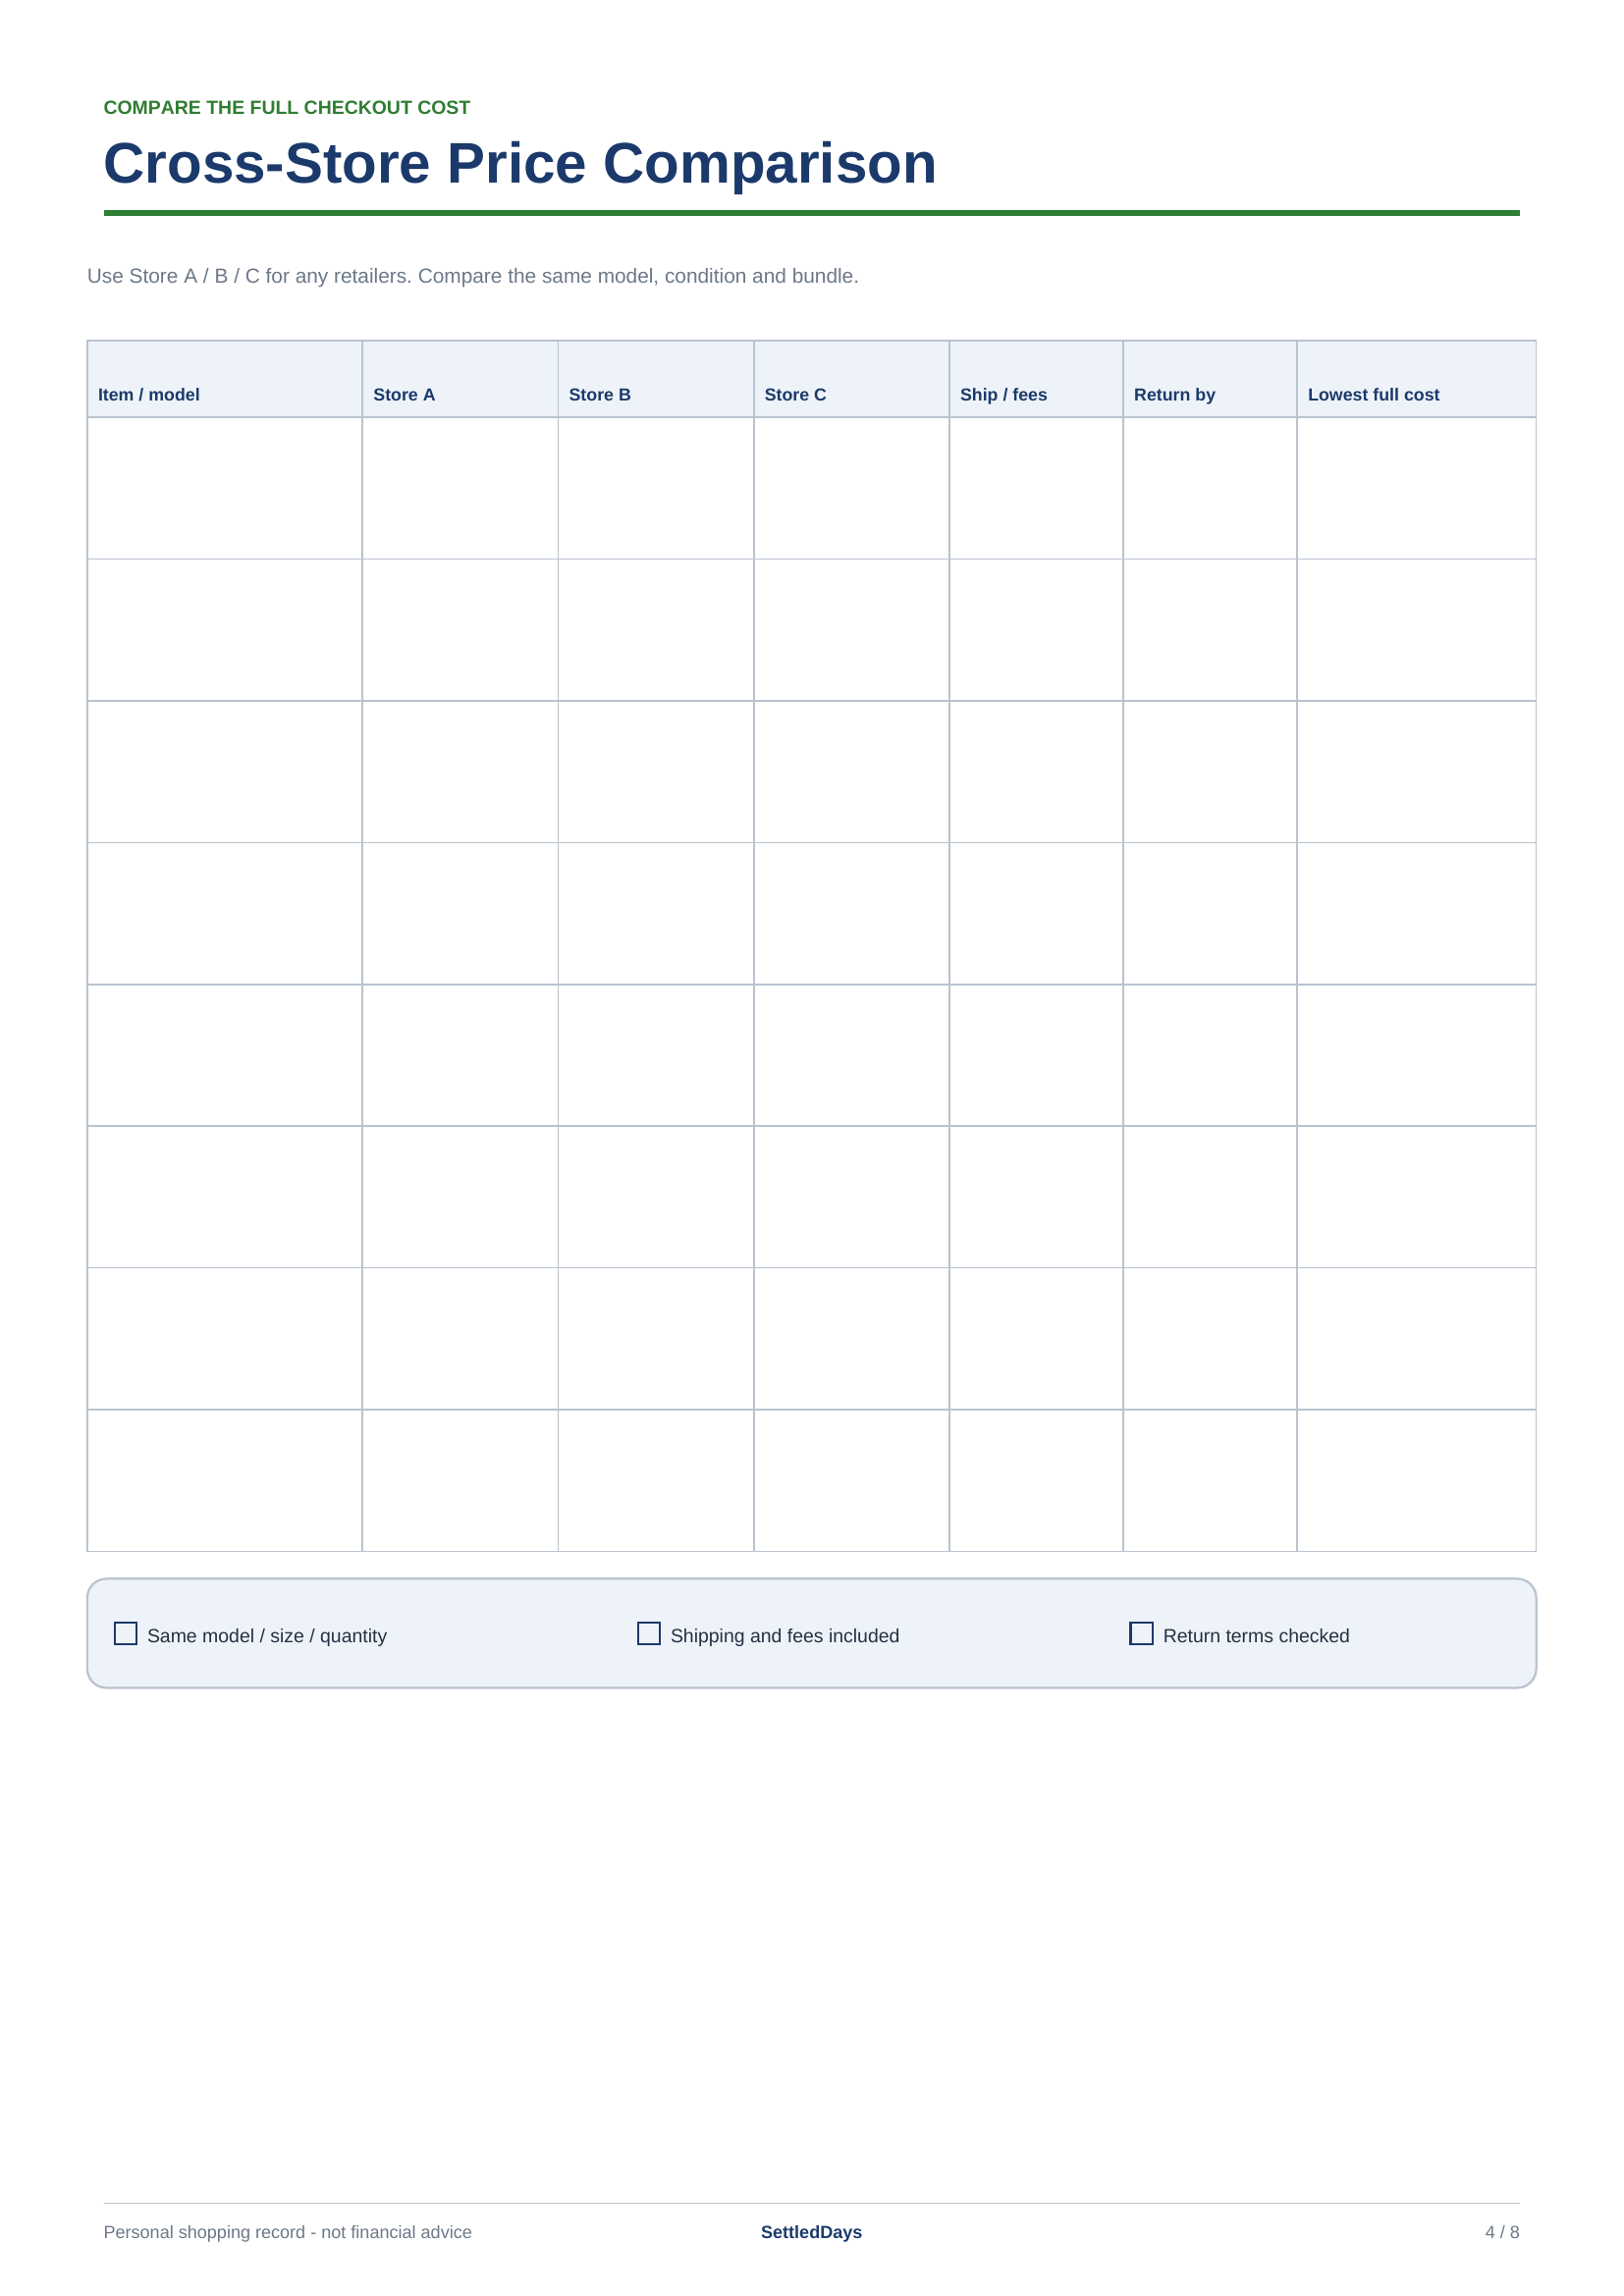 COMPARE THE FULL CHECKOUT COST
Cross-Store Price Comparison
Use Store A / B / C for any retailers. Compare the same model, condition and bundle.
Item / model Store A Store B Store C Ship / fees Return by Lowest full cost
Same model / size / quantity Shipping and fees included Return terms checked
Personal shopping record - not financial advice SettledDays 4 / 8